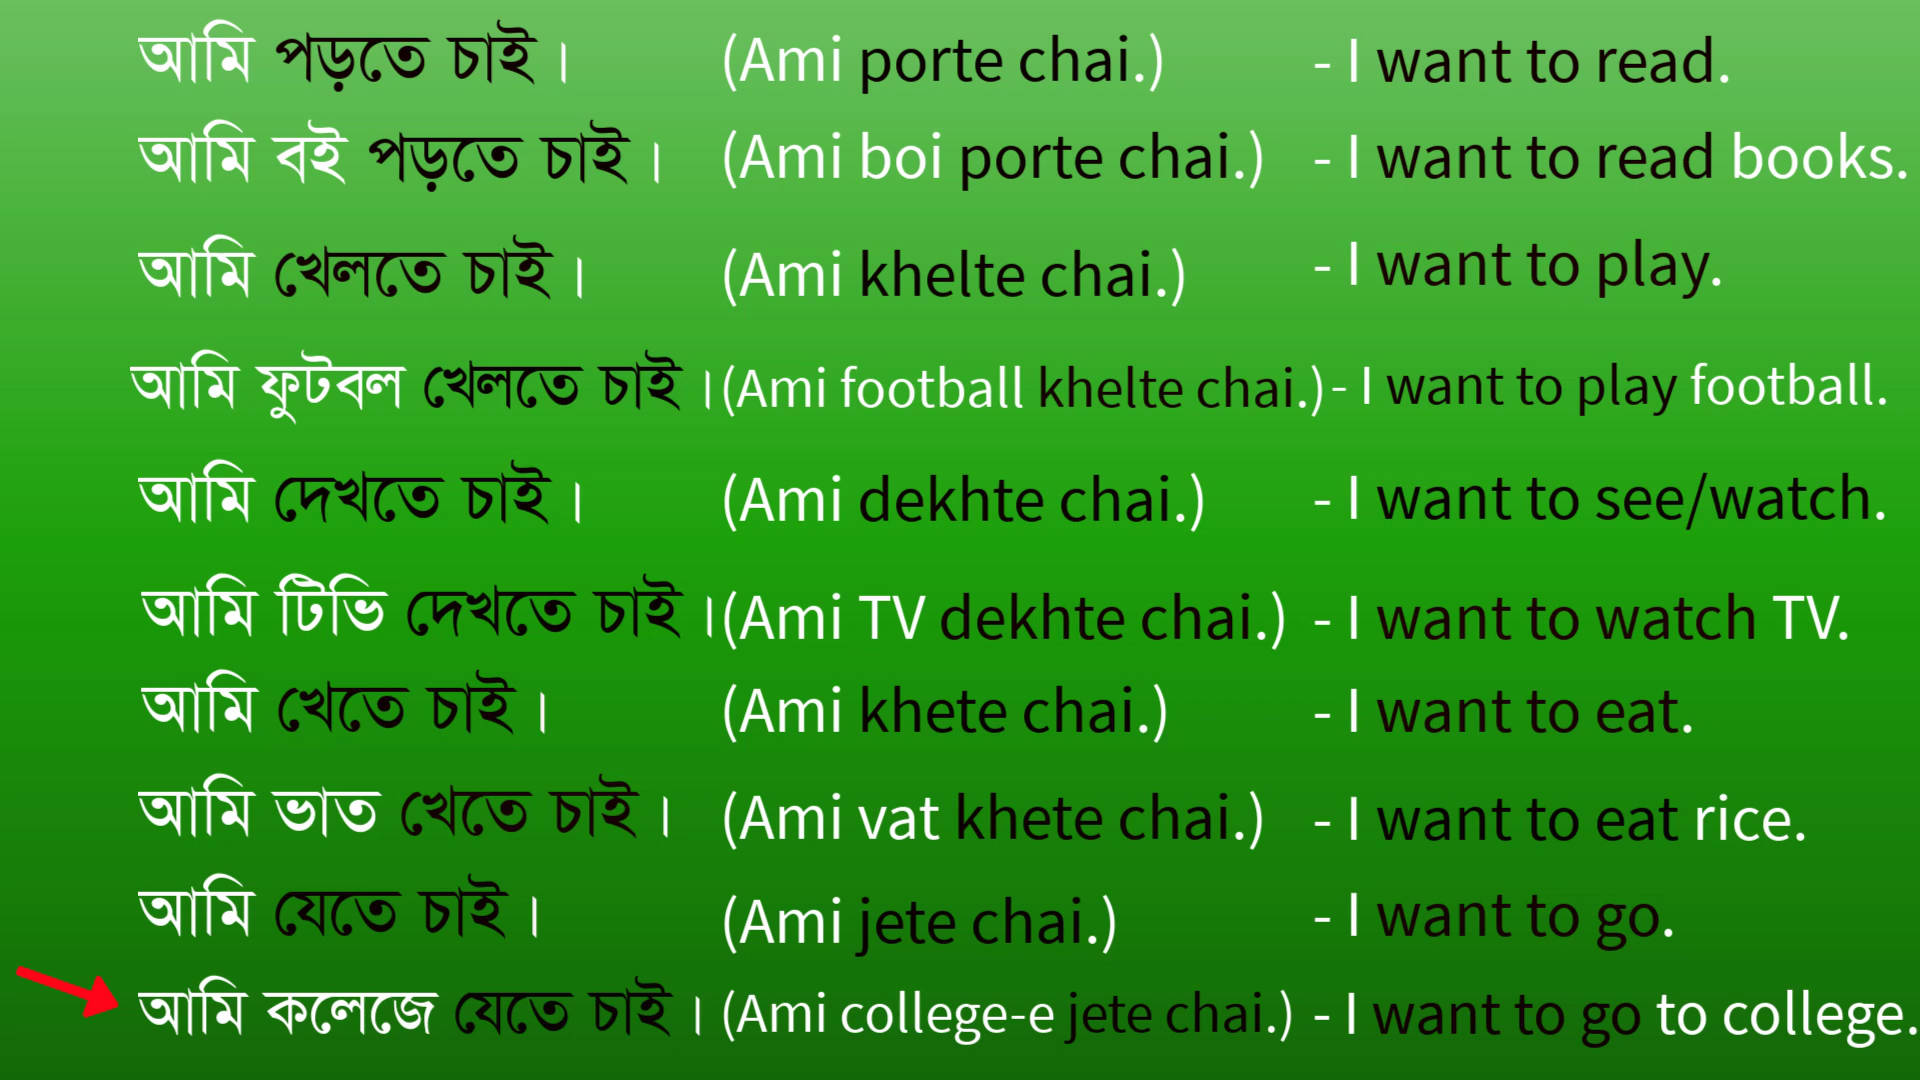 আমি পড়তে চাই। (Ami porte chai.) - I want to read.
আমি বই পড়তে চাই। (Ami boi porte chai.) - I want to read books.
আমি খেলতে চাই। (Ami khelte chai.) - I want to play.
আমি ফুটবল খেলতে চাই। (Ami football khelte chai.) - I want to play football.
আমি দেখতে চাই। (Ami dekhte chai.) - I want to see/watch.
আমি টিভি দেখতে চাই। (Ami TV dekhte chai.) - I want to watch TV.
আমি খেতে চাই। (Ami khete chai.) - I want to eat.
আমি ভাত খেতে চাই। (Ami vat khete chai.) - I want to eat rice.
আমি যেতে চাই। (Ami jete chai.) - I want to go.
আমি কলেজে যেতে চাই। (Ami college-e jete chai.) - I want to go to college.